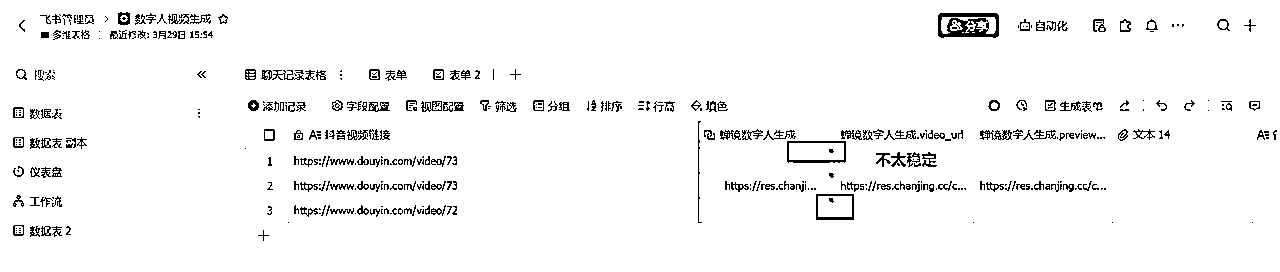 飞书管理员 > 数字人视频生成
多维表格 | 最近修改: 3月29日 15:54
分享
自动化
搜索
聊天记录表格
表单
表单 2
数据表
数据表 副本
仪表盘
工作流
数据表 2
添加记录 字段配置 视图配置 筛选 分组 排序 行高 填色 生成表单
抖音视频链接 蝉镜数字人生成 蝉镜数字人生成.video_url 蝉镜数字人生成.preview... 文本 14
1 https://www.douyin.com/video/73
不太稳定
2 https://www.douyin.com/video/73 https://res.chanji... https://res.chanjing.cc/c... https://res.chanjing.cc/c...
3 https://www.douyin.com/video/72